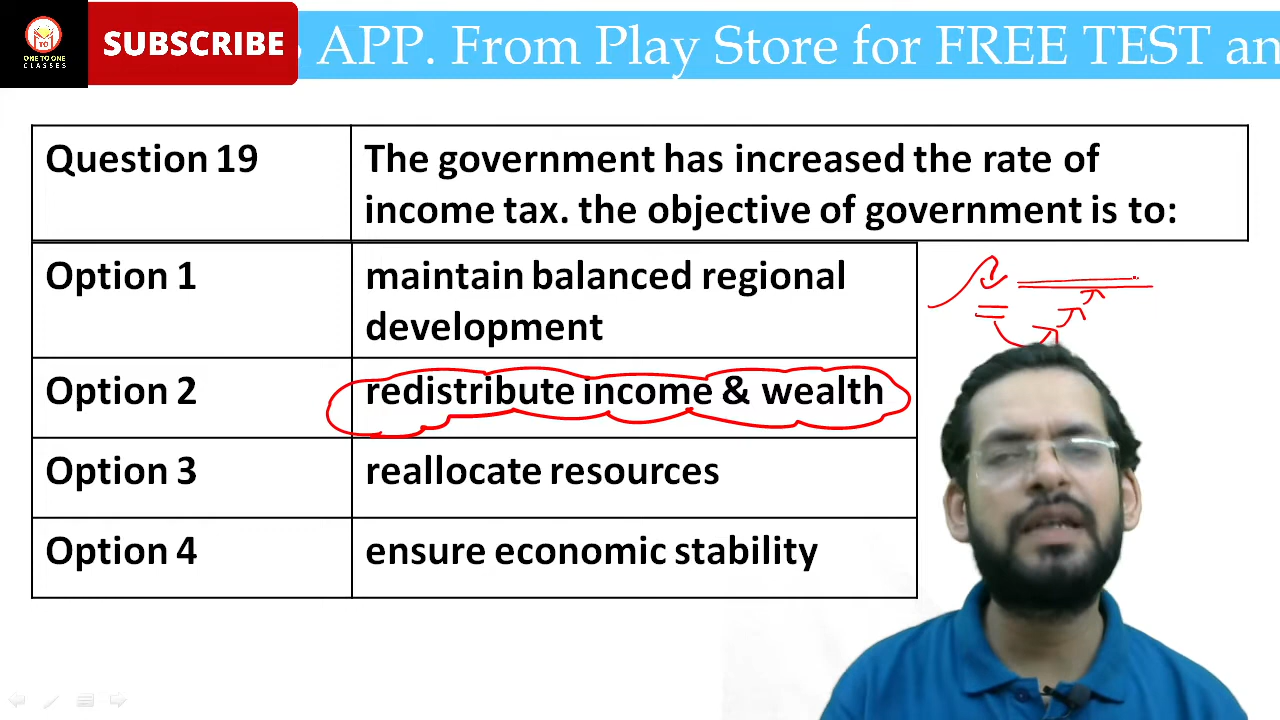 ONE TO ONE
CLASSES
SUBSCRIBE
APP. From Play Store for FREE TEST an
Question 19
The government has increased the rate of
income tax. the objective of government is to:
Option 1
maintain balanced regional
development
Option 2
redistribute income & wealth
Option 3
reallocate resources
Option 4
ensure economic stability